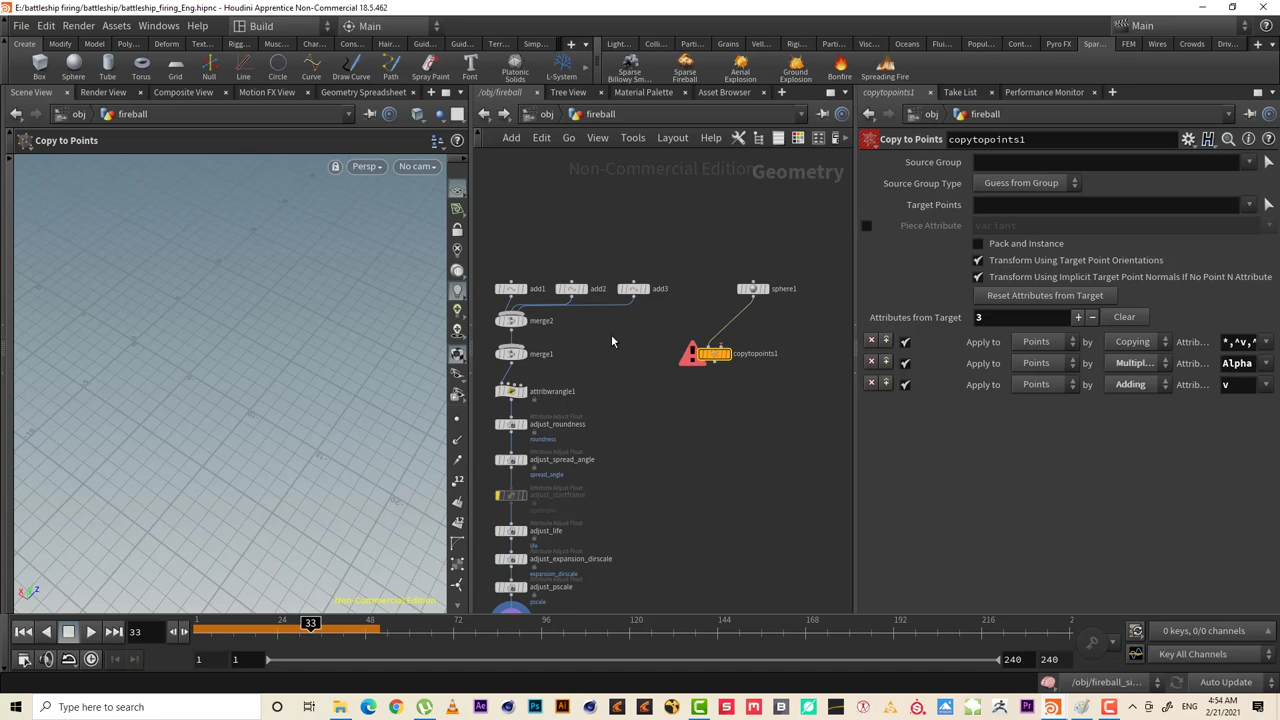 E:/battleship firing/battleship/battleship_firing_Eng.hipnc - Houdini Apprentice Non-Commercial 18.5.462
File Edit Render Assets Windows Help Build Main Main
Create Modify Model Poly... Deform Text... Rigg... Musc... Char... Cons... Hair... Guid... Guid... Terr... Simp... Light... Colli... Parti... Grains Vell... Rigi... Parti... Visc... Oceans Flui... Popul... Cont... Pyro FX Spar... FEM Wires Crowds Driv...
Box Sphere Tube Torus Grid Null Line Circle Curve Draw Curve Path Spray Paint Font Platonic Solids L-System Sparse Billowy Sm... Sparse Fireball Aerial Explosion Ground Explosion Bonfire Spreading Fire
Scene View Render View Composite View Motion FX View Geometry Spreadsheet /obj/fireball Tree View Material Palette Asset Browser copytopoints1 Take List Performance Monitor
obj fireball obj fireball obj fireball
Copy to Points Add Edit Go View Tools Layout Help Copy to Points copytopoints1
Persp No cam
Non-Commercial Edition Geometry
Source Group
Source Group Type Guess from Group
Target Points
Piece Attribute variant
Pack and Instance
Transform Using Target Point Orientations
Transform Using Implicit Target Point Normals If No Point N Attribute
Reset Attributes from Target
Attributes from Target 3 Clear
Apply to Points by Copying Attrib... *,^v,^
Apply to Points by Multipl... Attrib... Alpha
Apply to Points by Adding Attrib... v
add1 add2 add3 sphere1
merge2
merge1 copytopoints1
attribwrangle1
Attribute Adjust Float
adjust_roundness
roundness
Attribute Adjust Float
adjust_spread_angle
spread_angle
Attribute Adjust Float
adjust_startframe
startframe
Attribute Adjust Float
adjust_life
life
Attribute Adjust Float
adjust_expansion_dirscale
expansion_dirscale
Attribute Adjust Float
adjust_pscale
pscale
Non-Commercial Edition
12
12
33 1 24 33 48 72 96 120 144 168 192 216 2 0 keys, 0/0 channels
1 1 240 240 Key All Channels
/obj/fireball_si... Auto Update
Type here to search
4:54 AM
2/21/2021